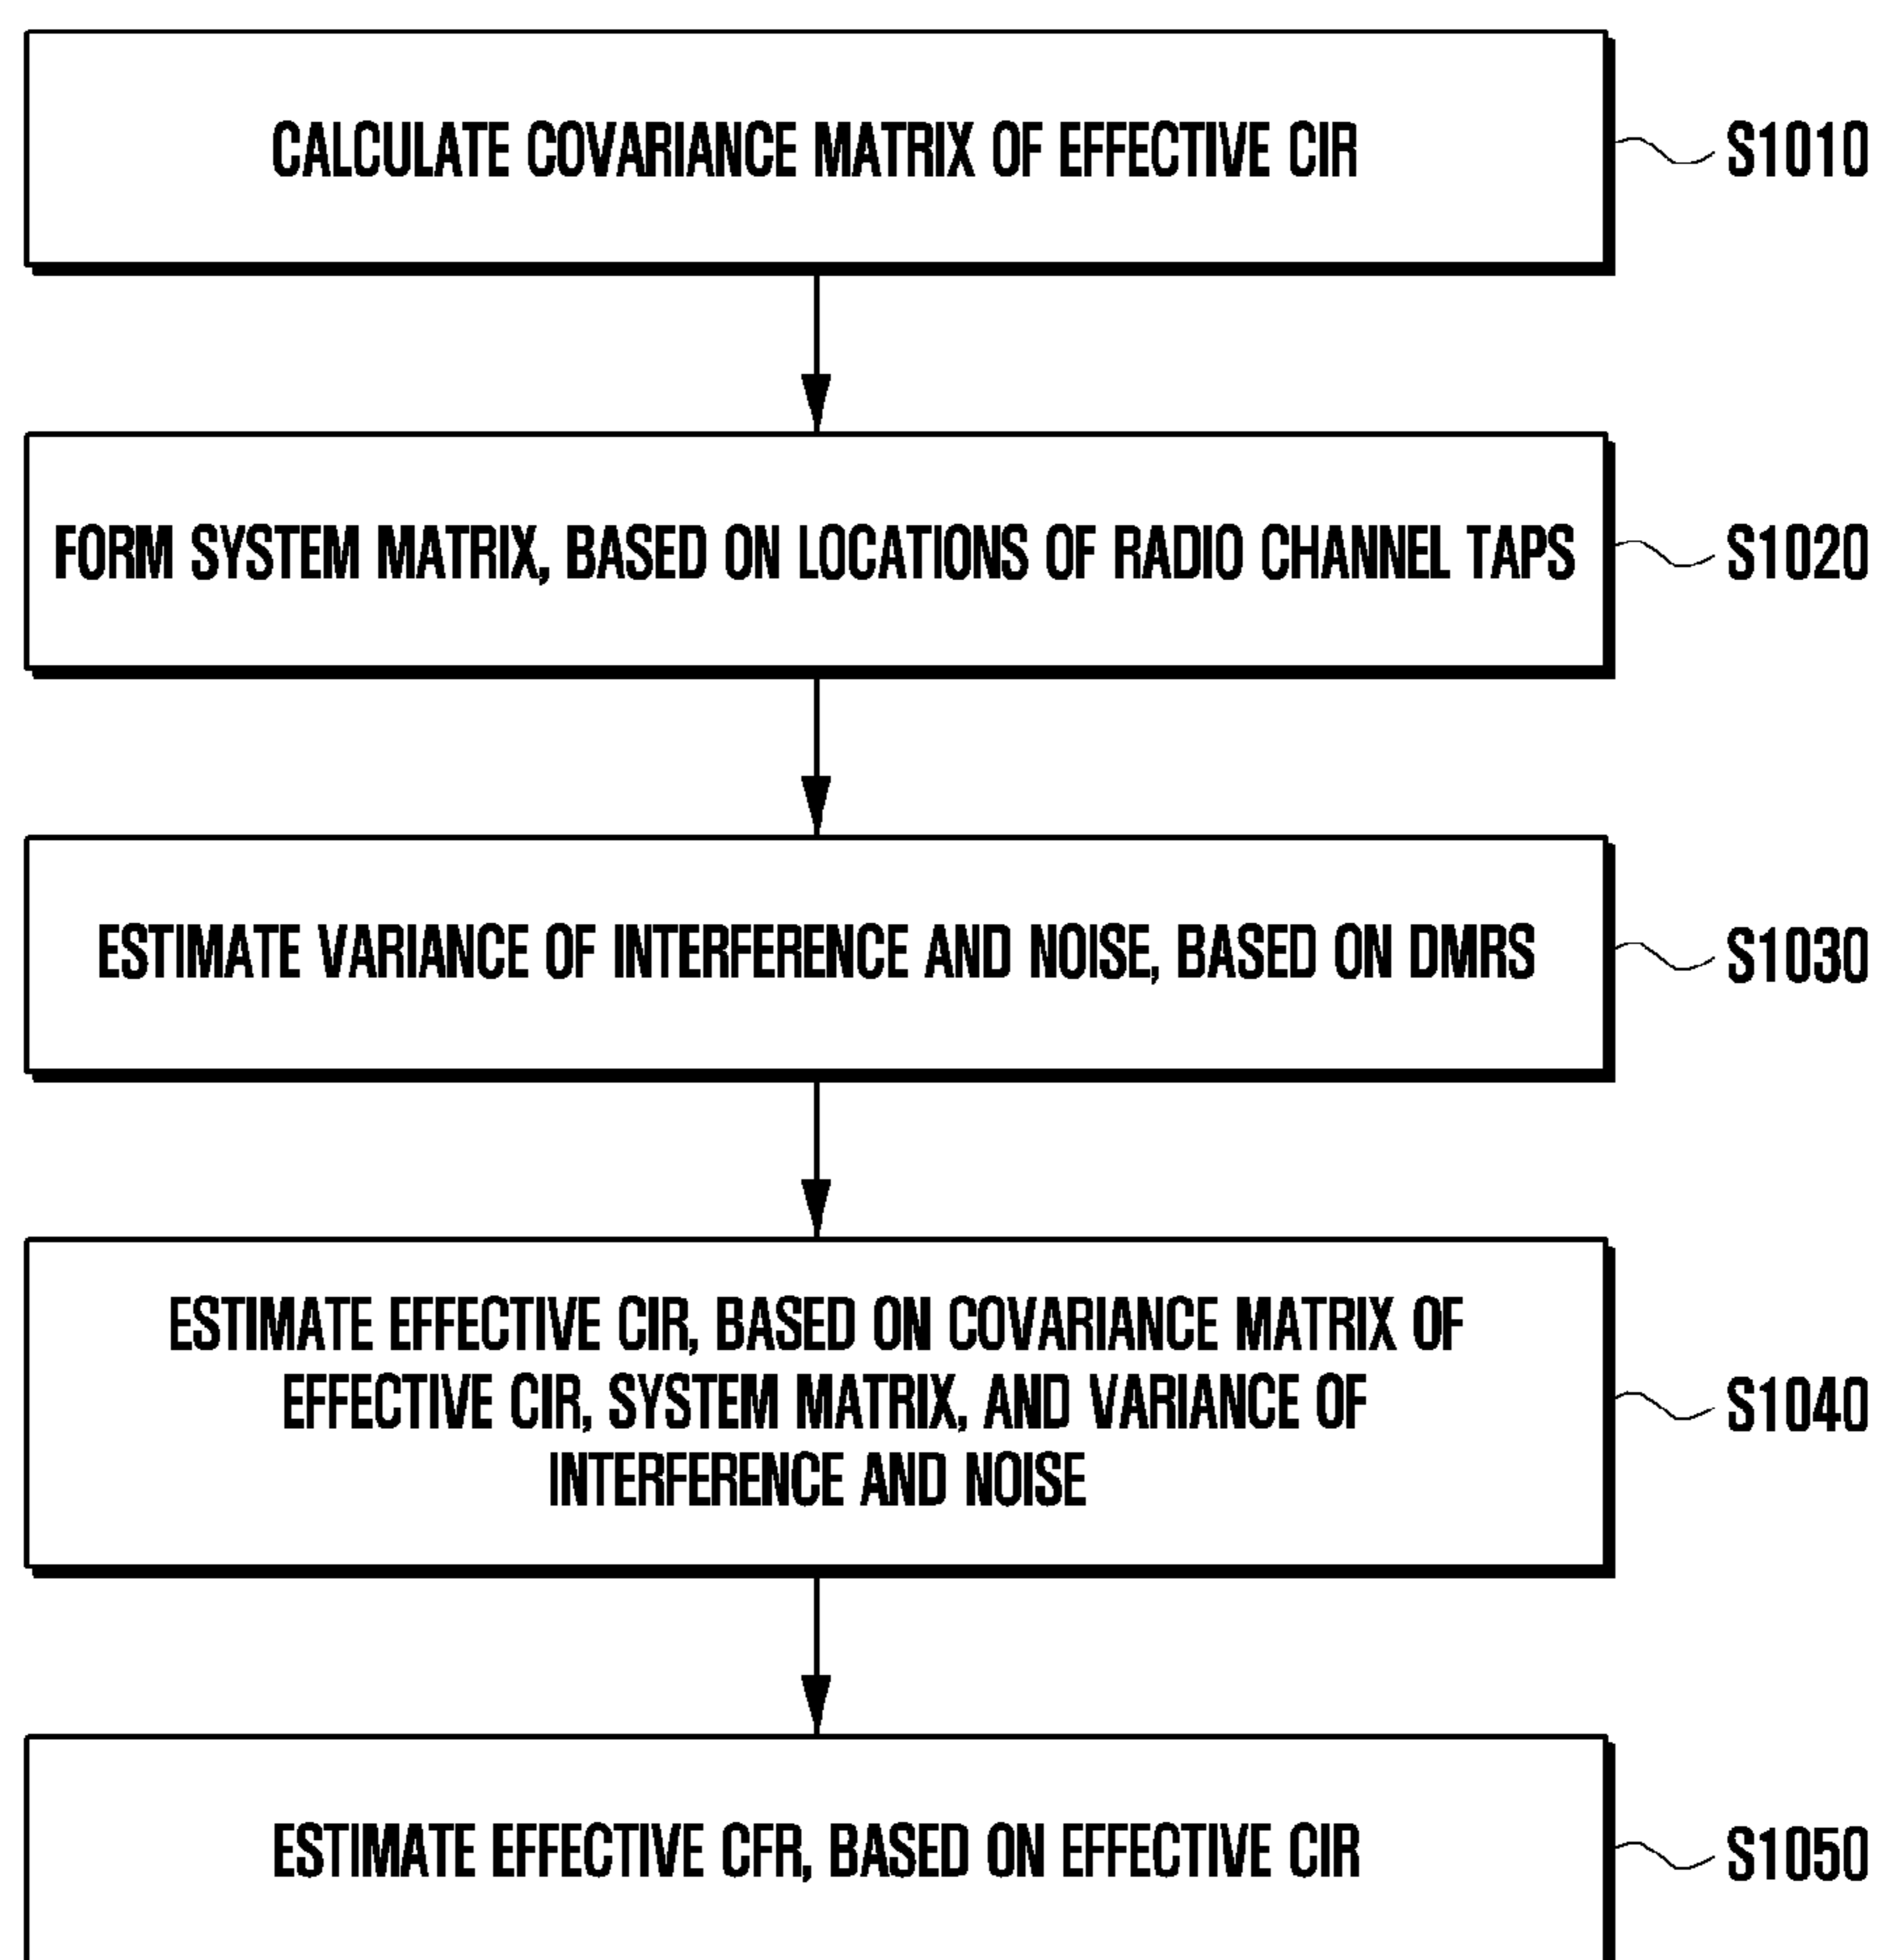 CALCULATE COVARIANCE MATRIX OF EFFECTIVE CIR
S1010
FORM SYSTEM MATRIX, BASED ON LOCATIONS OF RADIO CHANNEL TAPS
S1020
ESTIMATE VARIANCE OF INTERFERENCE AND NOISE, BASED ON DMRS
S1030
ESTIMATE EFFECTIVE CIR, BASED ON COVARIANCE MATRIX OF
EFFECTIVE CIR, SYSTEM MATRIX, AND VARIANCE OF
INTERFERENCE AND NOISE
S1040
ESTIMATE EFFECTIVE CFR, BASED ON EFFECTIVE CIR
S1050